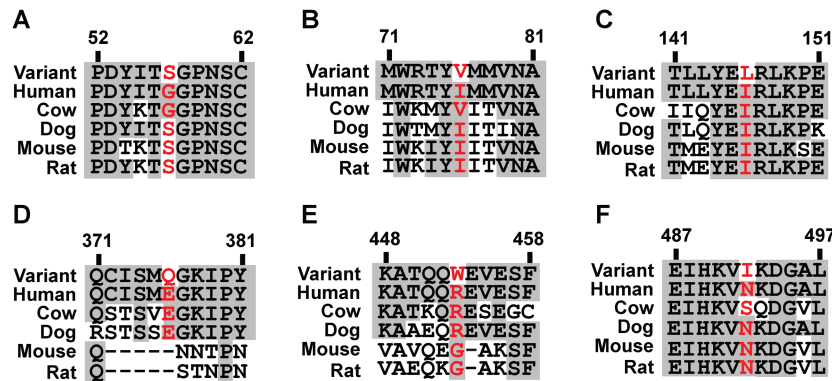 A
52 62
Variant PDYITSGPNSC
Human PDYITGGPNSC
Cow PDYKTGGPNSC
Dog PDYITSGPNSC
Mouse PDTKTSGPNSC
Rat PDYKTSGPNSC
B
71 81
Variant MWRTYVMMVNA
Human MWRTYIMMVNA
Cow IWKMYVITVNA
Dog IWTMYIITINA
Mouse IWKIYIITVNA
Rat IWKIYIITVNA
C
141 151
Variant TLLYELRLKPE
Human TLLYEIRLKPE
Cow IIQYEIRLKPE
Dog TLQYEIRLKPK
Mouse TMEYEIRLKSE
Rat TMEYEIRLKPE
D
371 381
Variant QCISMQGKIPY
Human QCISMEGKIPY
Cow QSTSVEGKIPY
Dog RSTSSEGKIPY
Mouse Q-----NNTPN
Rat Q-----STNPN
E
448 458
Variant KATQQWEVESF
Human KATQQREVESF
Cow KATKQRESEGC
Dog KAAEQREVESF
Mouse VAVQEG-AKSF
Rat VAEQKG-AKSF
F
487 497
Variant EIHKVIKDGAL
Human EIHKVNKDGAL
Cow EIHKVSQDGVL
Dog EIHKVNKDGAL
Mouse EIHKVNKDGVL
Rat EIHKVNKDGVL